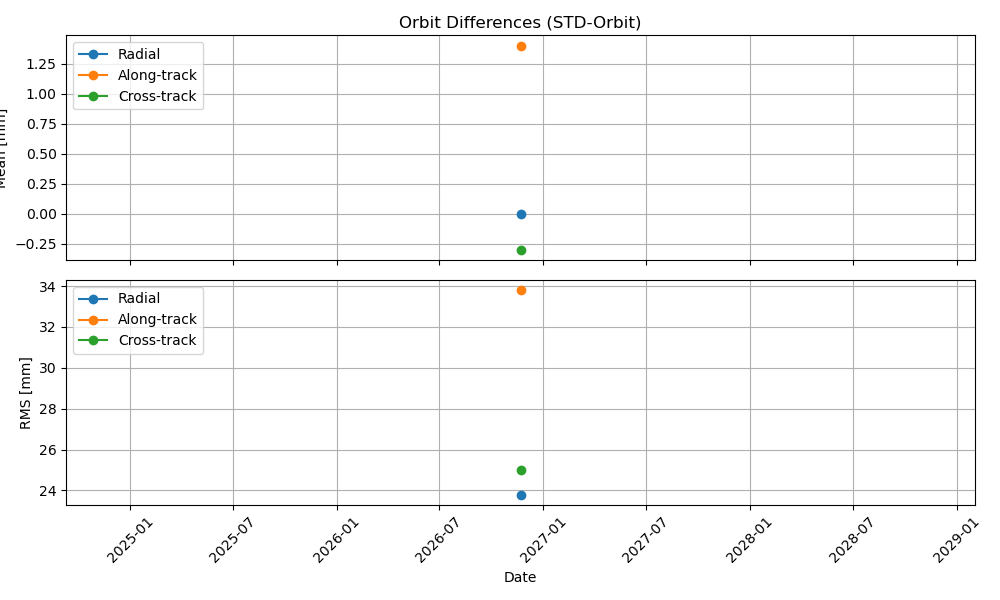 Orbit Differences (STD-Orbit)
Radial
Along-track
Cross-track
1.25
1.00
0.75
0.50
0.25
0.00
−0.25
Mean [mm]
Radial
Along-track
Cross-track
34
32
30
28
26
24
RMS [mm]
2025-01
2025-07
2026-01
2026-07
2027-01
2027-07
2028-01
2028-07
2029-01
Date